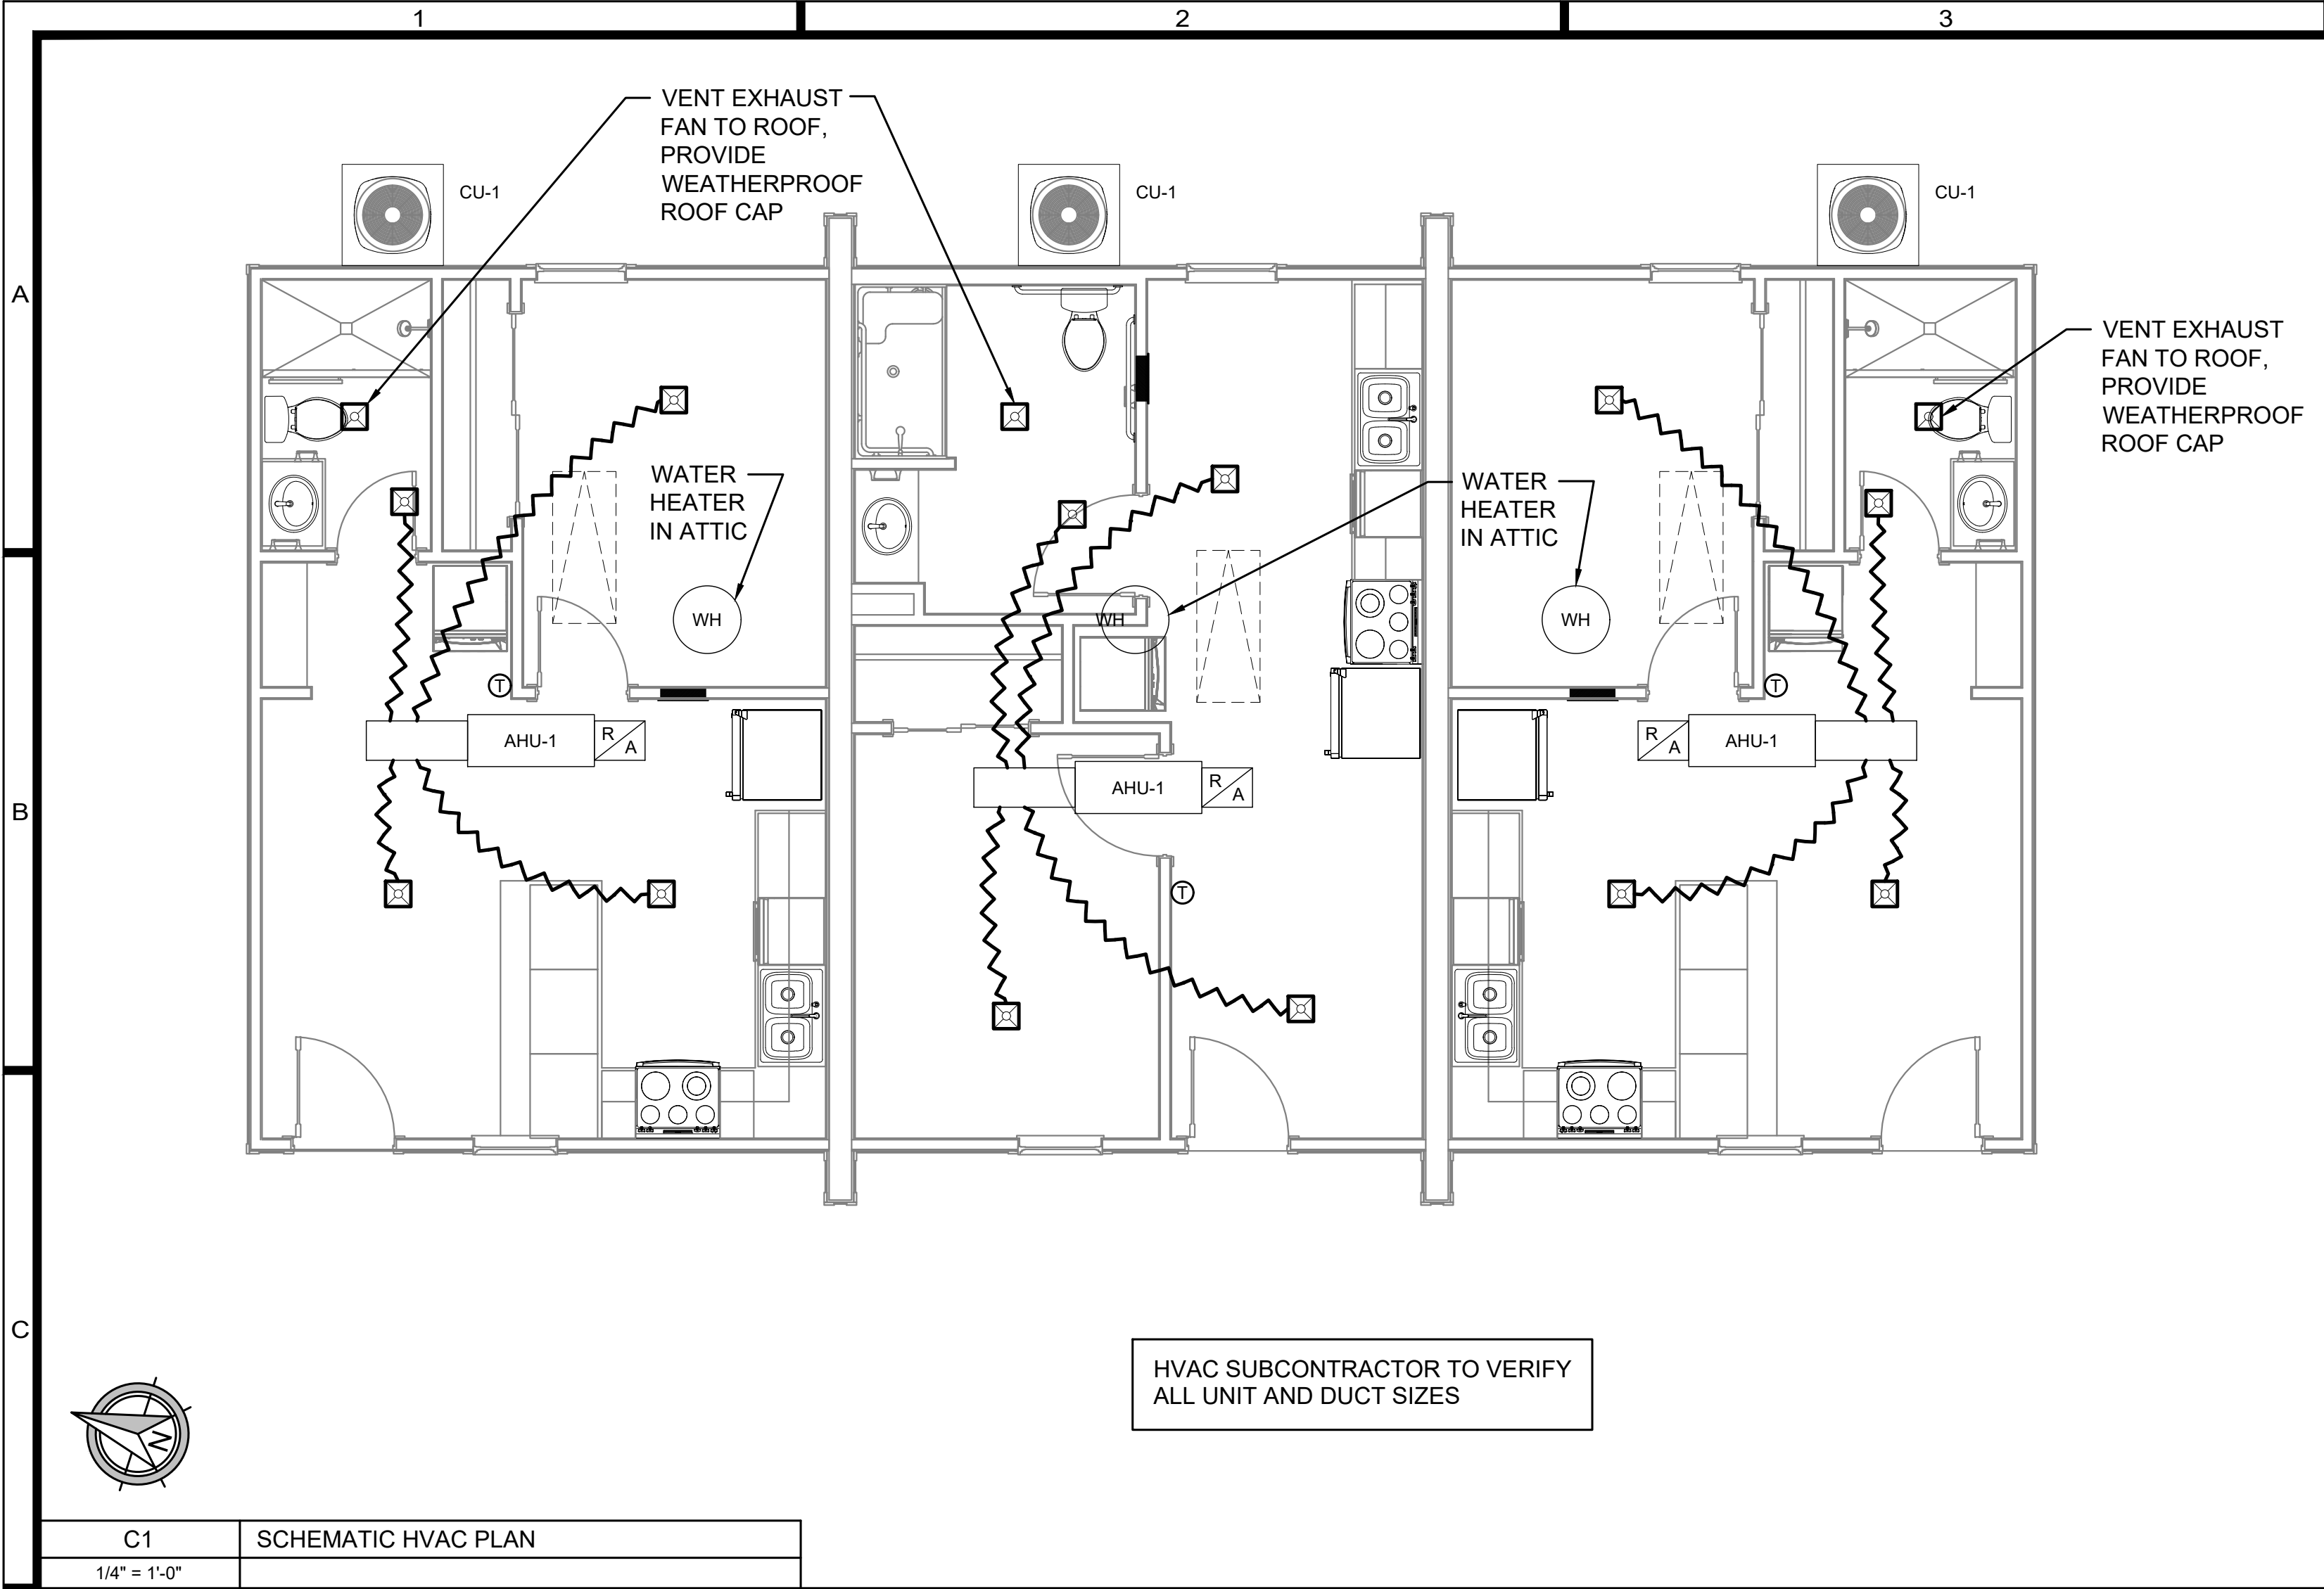 1
2
3
VENT EXHAUST
FAN TO ROOF,
PROVIDE
WEATHERPROOF
ROOF CAP
CU-1
CU-1
CU-1
A
VENT EXHAUST
FAN TO ROOF,
PROVIDE
WEATHERPROOF
ROOF CAP
WATER
HEATER
IN ATTIC
WATER
HEATER
IN ATTIC
WH
WH
WH
T
T
AHU-1
R
A
R
A
AHU-1
AHU-1
R
A
B
T
C
HVAC SUBCONTRACTOR TO VERIFY
ALL UNIT AND DUCT SIZES
N
C1
SCHEMATIC HVAC PLAN
1/4" = 1'-0"